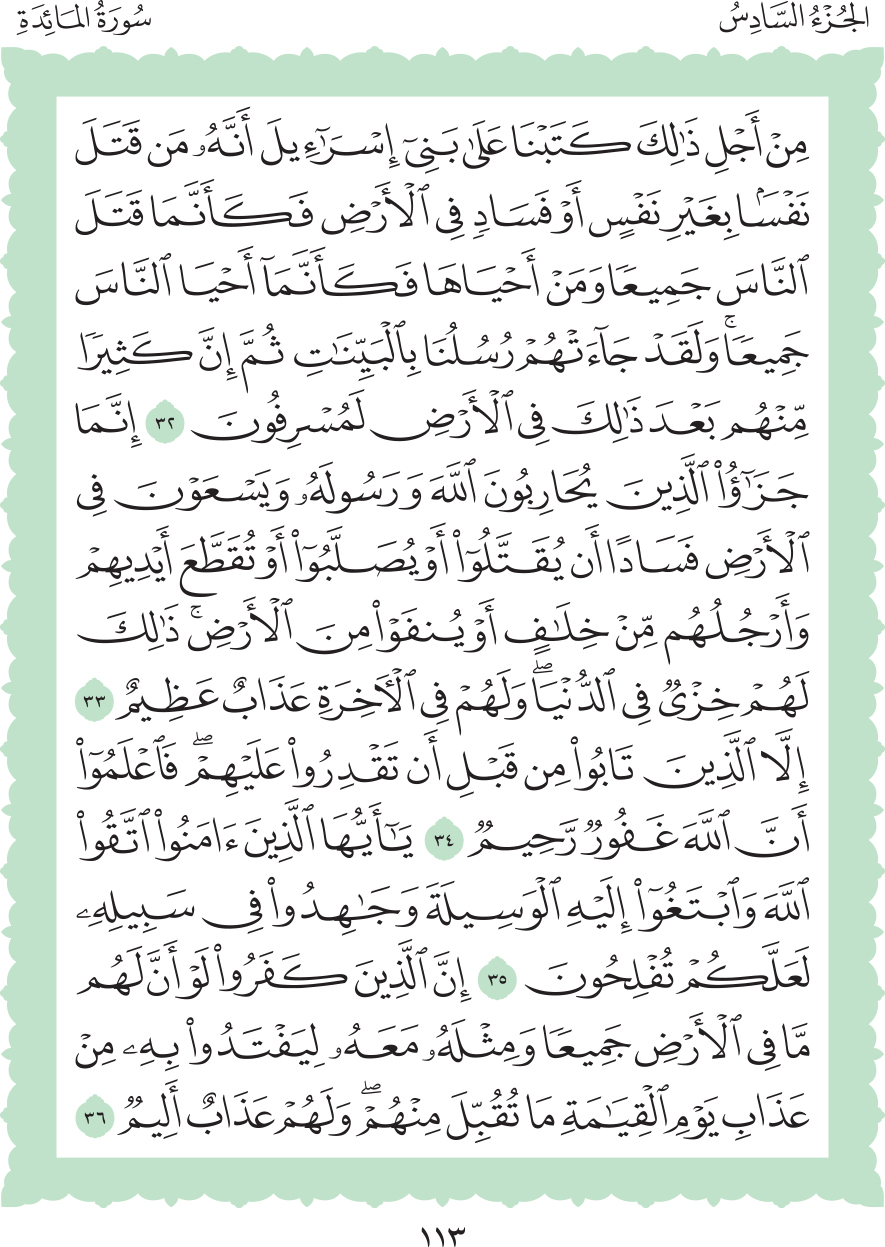 الجُزْءُ السَّادِسُ
سُورَةُ المَائِدَةِ
مِنۡ أَجۡلِ ذَٰلِكَ كَتَبۡنَا عَلَىٰ بَنِيٓ إِسۡرَٰٓءِيلَ أَنَّهُۥ مَن قَتَلَ
نَفۡسَۢا بِغَيۡرِ نَفۡسٍ أَوۡ فَسَادٖ فِي ٱلۡأَرۡضِ فَكَأَنَّمَا قَتَلَ
ٱلنَّاسَ جَمِيعٗا وَمَنۡ أَحۡيَاهَا فَكَأَنَّمَآ أَحۡيَا ٱلنَّاسَ
جَمِيعٗاۚ وَلَقَدۡ جَآءَتۡهُمۡ رُسُلُنَا بِٱلۡبَيِّنَٰتِ ثُمَّ إِنَّ كَثِيرٗا
مِّنۡهُم بَعۡدَ ذَٰلِكَ فِي ٱلۡأَرۡضِ لَمُسۡرِفُونَ ٣٢ إِنَّمَا
جَزَٰٓؤُاْ ٱلَّذِينَ يُحَارِبُونَ ٱللَّهَ وَرَسُولَهُۥ وَيَسۡعَوۡنَ فِي
ٱلۡأَرۡضِ فَسَادًا أَن يُقَتَّلُوٓاْ أَوۡ يُصَلَّبُوٓاْ أَوۡ تُقَطَّعَ أَيۡدِيهِمۡ
وَأَرۡجُلُهُم مِّنۡ خِلَٰفٍ أَوۡ يُنفَوۡاْ مِنَ ٱلۡأَرۡضِۚ ذَٰلِكَ
لَهُمۡ خِزۡيٞ فِي ٱلدُّنۡيَاۖ وَلَهُمۡ فِي ٱلۡأٓخِرَةِ عَذَابٌ عَظِيمٌ ٣٣
إِلَّا ٱلَّذِينَ تَابُواْ مِن قَبۡلِ أَن تَقۡدِرُواْ عَلَيۡهِمۡۖ فَٱعۡلَمُوٓاْ
أَنَّ ٱللَّهَ غَفُورٞ رَّحِيمٞ ٣٤ يَٰٓأَيُّهَا ٱلَّذِينَ ءَامَنُواْ ٱتَّقُواْ
ٱللَّهَ وَٱبۡتَغُوٓاْ إِلَيۡهِ ٱلۡوَسِيلَةَ وَجَٰهِدُواْ فِي سَبِيلِهِۦ
لَعَلَّكُمۡ تُفۡلِحُونَ ٣٥ إِنَّ ٱلَّذِينَ كَفَرُواْ لَوۡ أَنَّ لَهُم
مَّا فِي ٱلۡأَرۡضِ جَمِيعٗا وَمِثۡلَهُۥ مَعَهُۥ لِيَفۡتَدُواْ بِهِۦ مِنۡ
عَذَابِ يَوۡمِ ٱلۡقِيَٰمَةِ مَا تُقُبِّلَ مِنۡهُمۡۖ وَلَهُمۡ عَذَابٌ أَلِيمٞ ٣٦
١١٣